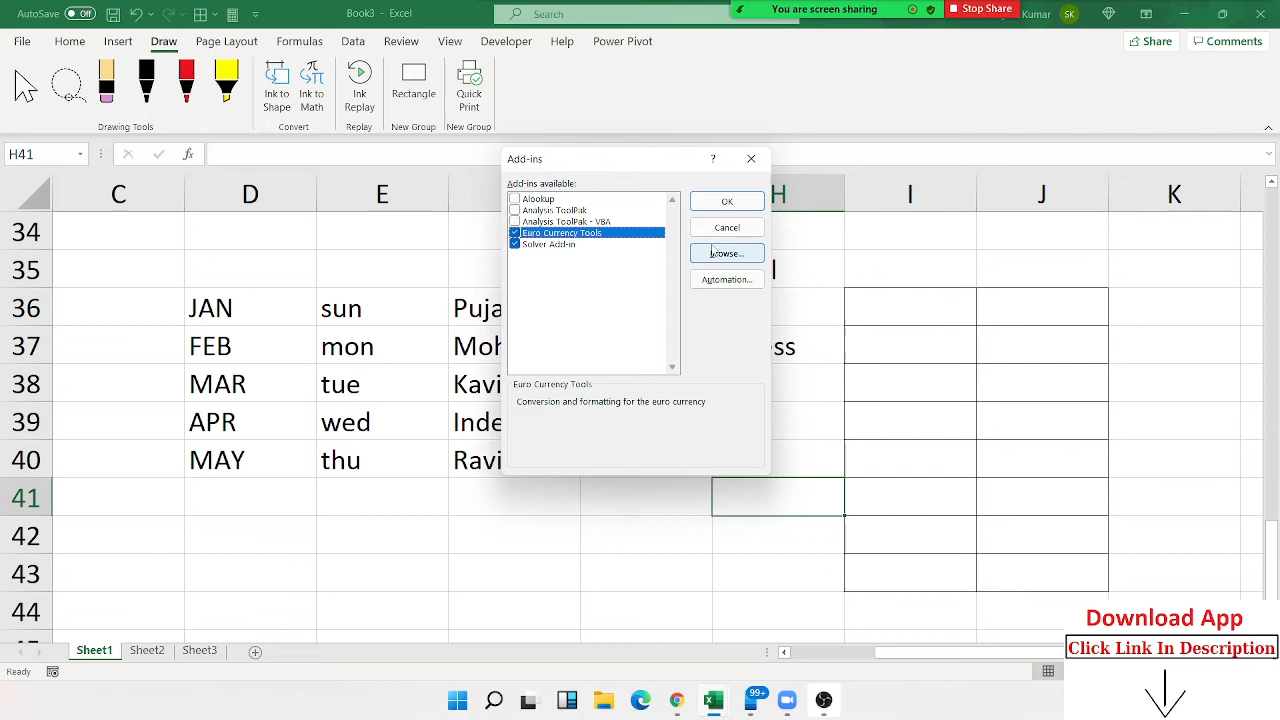 AutoSave Off Book3 - Excel Search You are screen sharing Stop Share Kumar SK
File Home Insert Draw Page Layout Formulas Data Review View Developer Help Power Pivot Share Comments
Ink to Shape Ink to Math Ink Replay Rectangle Quick Print
Drawing Tools Convert Replay New Group New Group
H41 fx
C D E H I J K
34
35 l
36 JAN sun Puja
37 FEB mon Moh ess
38 MAR tue Kavi
39 APR wed Inde
40 MAY thu Ravi
41
42
43
44
Add-ins ?
Add-ins available:
Alookup
Analysis ToolPak
Analysis ToolPak - VBA
Euro Currency Tools
Solver Add-in
OK
Cancel
Browse...
Automation...
Euro Currency Tools
Conversion and formatting for the euro currency
Sheet1 Sheet2 Sheet3
Ready
99+
Download App
Click Link In Description